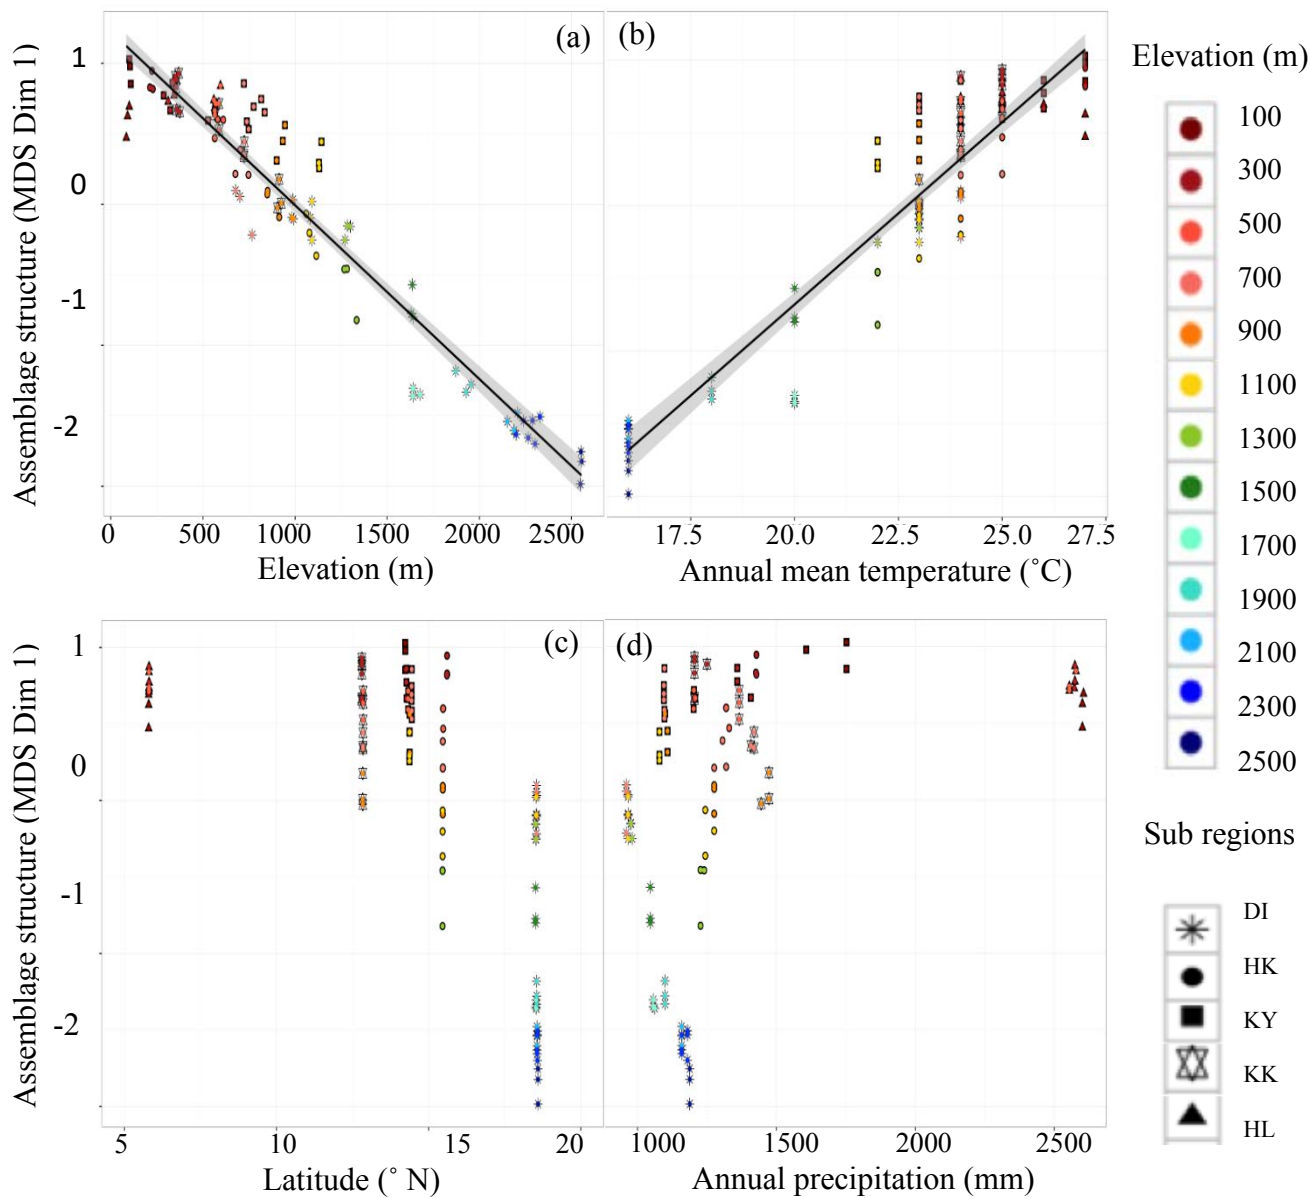 (a)
(b)
Elevation (m)
1
0
-1
-2
Assemblage structure (MDS Dim 1)
0 500 1000 1500 2000 2500
Elevation (m)
17.5 20.0 22.5 25.0 27.5
Annual mean temperature (˚C)
100
300
500
700
900
1100
1300
1500
1700
1900
2100
2300
2500
(c)
(d)
1
0
-1
-2
Assemblage structure (MDS Dim 1)
5 10 15 20
Latitude (˚ N)
1000 1500 2000 2500
Annual precipitation (mm)
Sub regions
DI
HK
KY
KK
HL